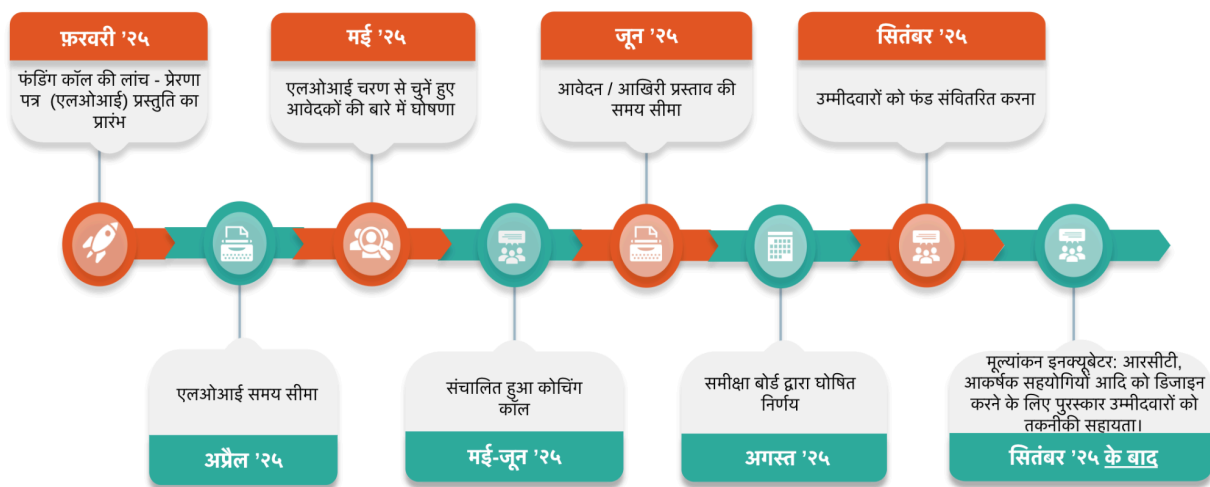 फ़रवरी ’२५
फंडिंग कॉल की लांच - प्रेरणा
पत्र (एलओआई) प्रस्तुति का
प्रारंभ
मई ’२५
एलओआई चरण से चुनें हुए
आवेदकों की बारे में घोषणा
जून ’२५
आवेदन / आखिरी प्रस्ताव की
समय सीमा
सितंबर ’२५
उम्मीदवारों को फंड संवितरित करना
एलओआई समय सीमा
अप्रैल ’२५
संचालित हुआ कोचिंग
कॉल
मई-जून ’२५
समीक्षा बोर्ड द्वारा घोषित
निर्णय
अगस्त ’२५
मूल्यांकन इनक्यूबेटर: आरसीटी,
आकर्षक सहयोगियों आदि को डिजाइन
करने के लिए पुरस्कार उम्मीदवारों को
तकनीकी सहायता।
सितंबर ’२५ के बाद